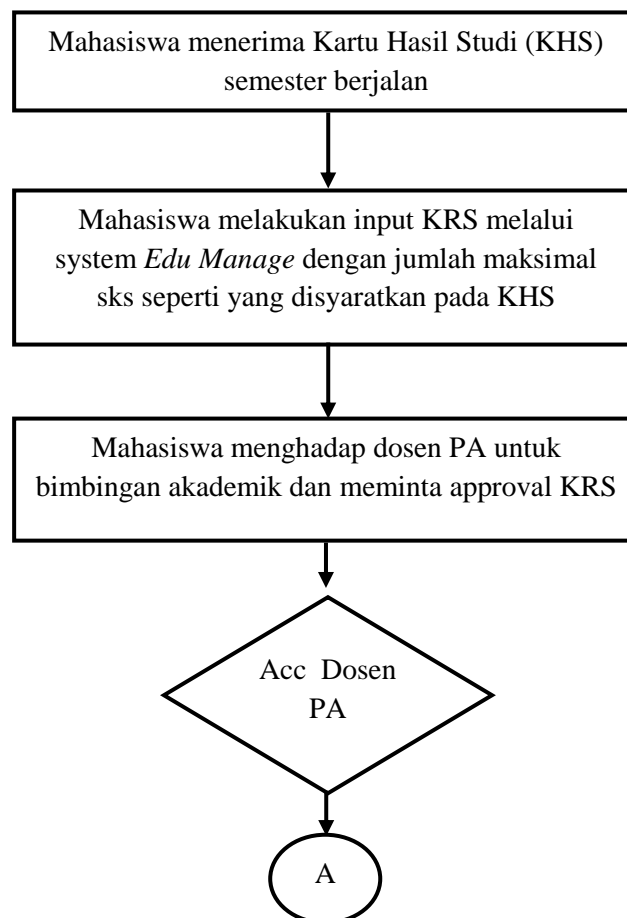 Mahasiswa menerima Kartu Hasil Studi (KHS)
semester berjalan
Mahasiswa melakukan input KRS melalui
system Edu Manage dengan jumlah maksimal
sks seperti yang disyaratkan pada KHS
Mahasiswa menghadap dosen PA untuk
bimbingan akademik dan meminta approval KRS
Acc Dosen
PA
A